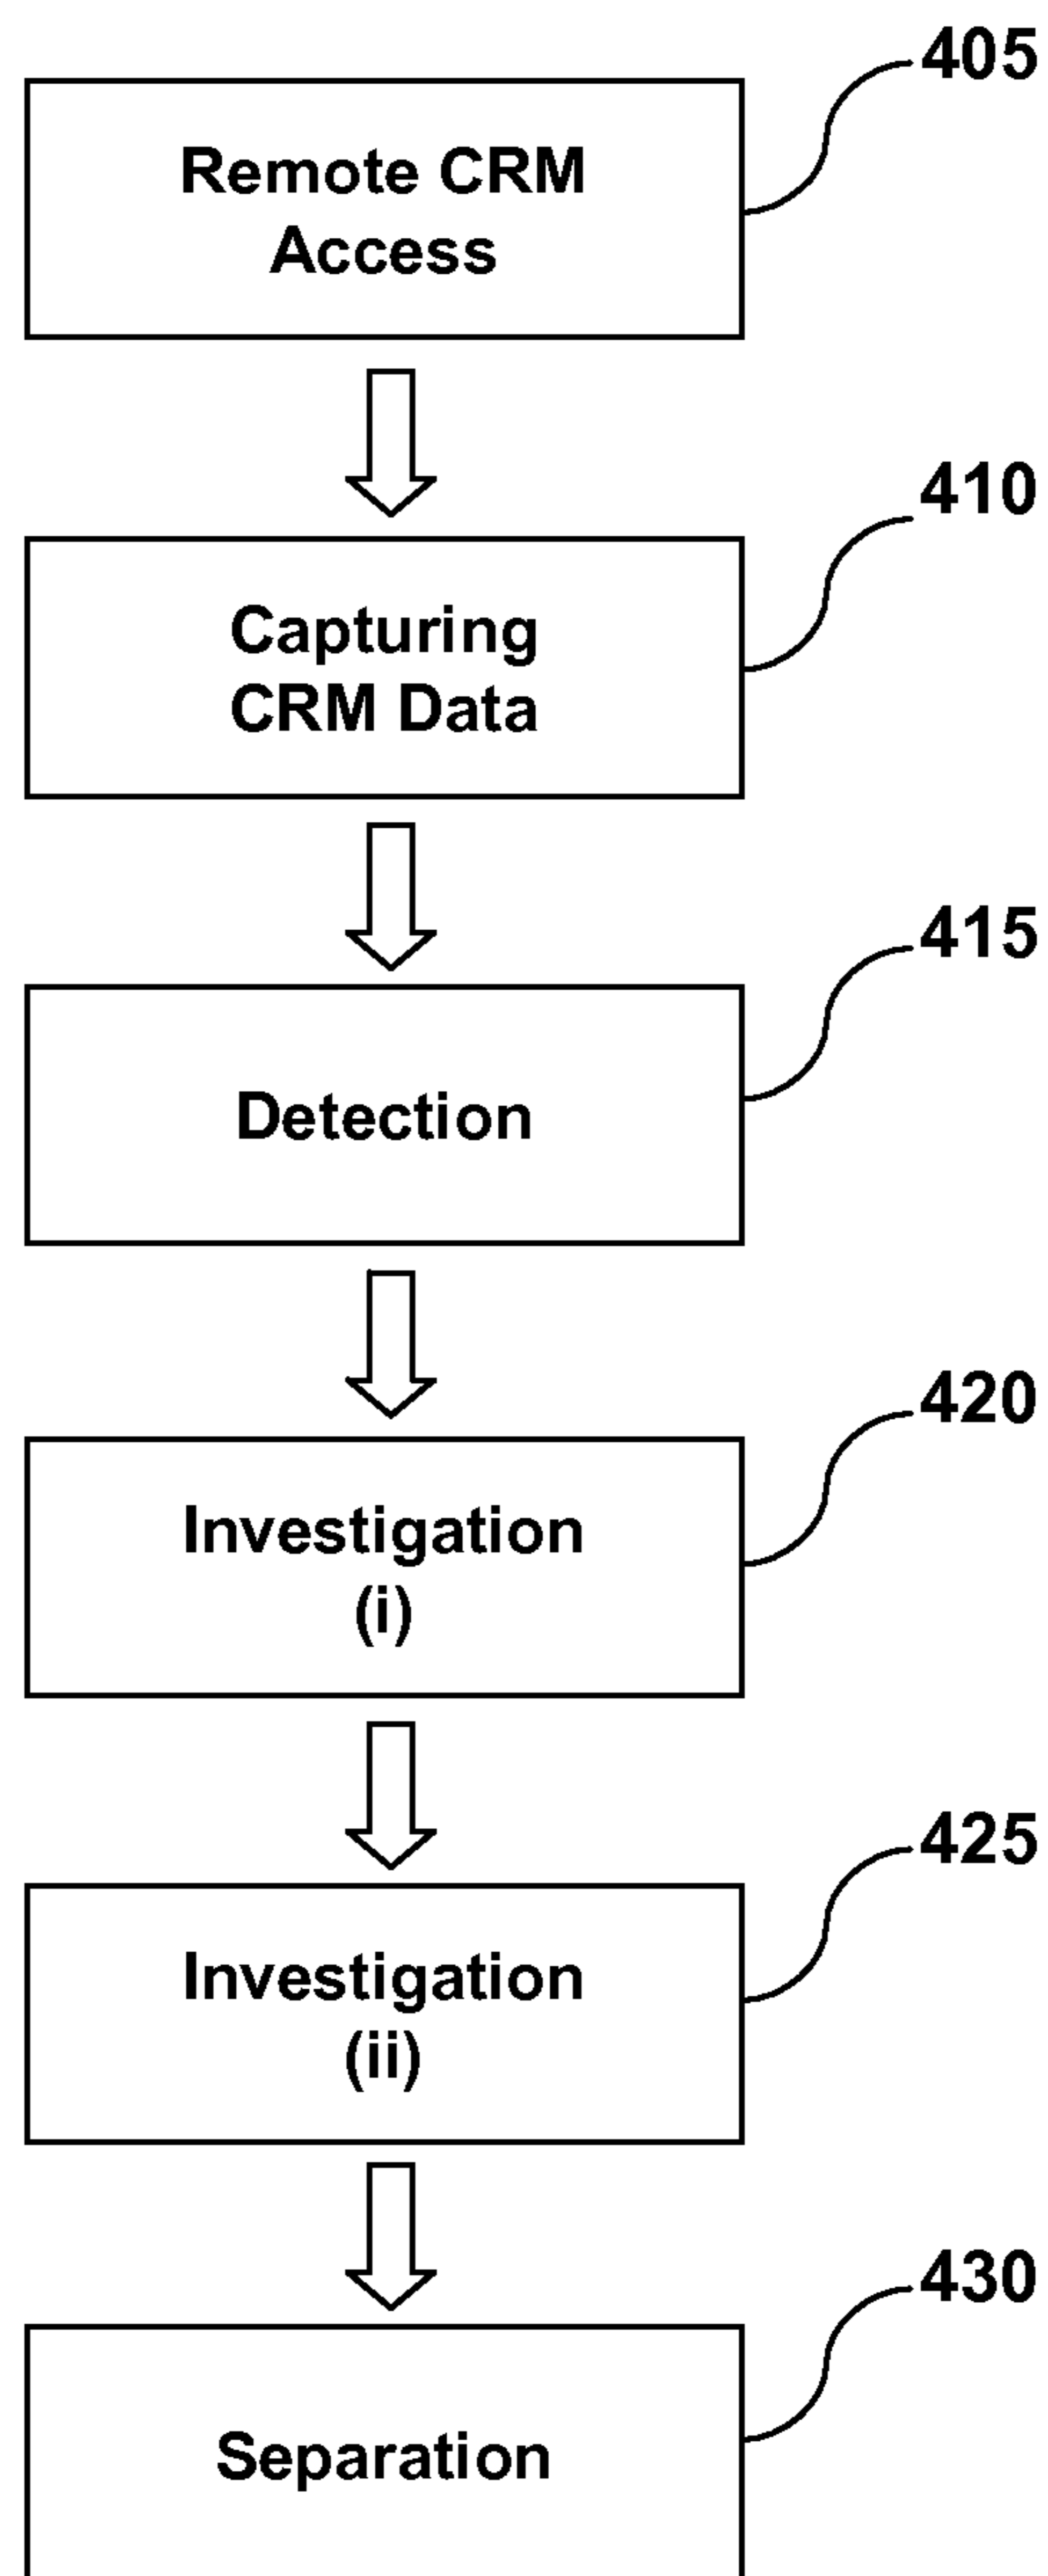 405
Remote CRM
Access
410
Capturing
CRM Data
415
Detection
420
Investigation
(i)
425
Investigation
(ii)
430
Separation